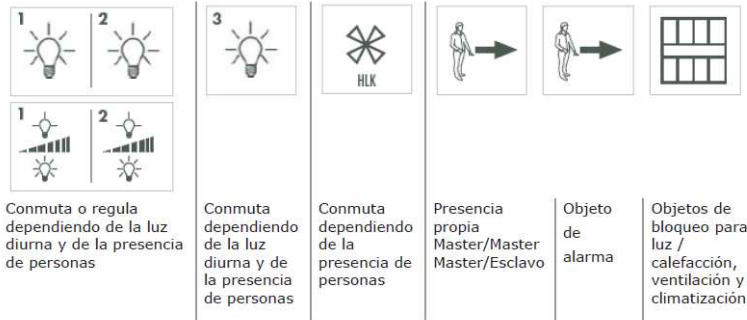 1
2
3
HLK
1
2
Conmuta o regula
dependiendo de la luz
diurna y de la presencia
de personas
Conmuta
dependiendo
de la luz
diurna y de
la presencia
de personas
Conmuta
dependiendo
de la
presencia de
personas
Presencia
propia
Master/Master
Master/Esclavo
Objeto
de
alarma
Objetos de
bloqueo para
luz /
calefacción,
ventilación y
climatización